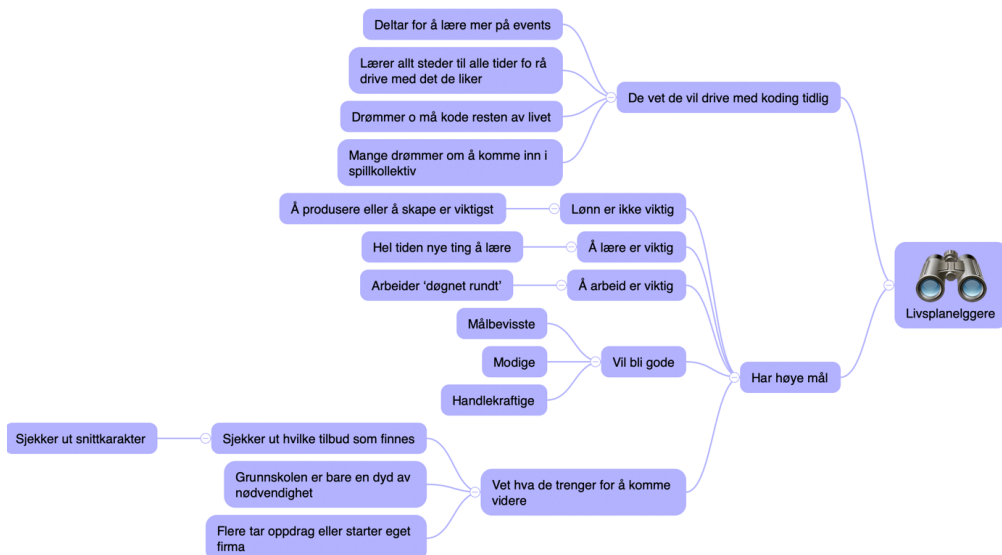 Deltar for å lære mer på events
Lærer allt steder til alle tider fo rå
drive med det de liker
De vet de vil drive med koding tidlig
Drømmer o må kode resten av livet
Mange drømmer om å komme inn i
spillkollektiv
Å produsere eller å skape er viktigst
Lønn er ikke viktig
Hel tiden nye ting å lære
Å lære er viktig
Arbeider ‘døgnet rundt’
Å arbeid er viktig
Livsplanelggere
Målbevisste
Modige
Vil bli gode
Har høye mål
Handlekraftige
Sjekker ut snittkarakter
Sjekker ut hvilke tilbud som finnes
Grunnskolen er bare en dyd av
nødvendighet
Vet hva de trenger for å komme
videre
Flere tar oppdrag eller starter eget
firma